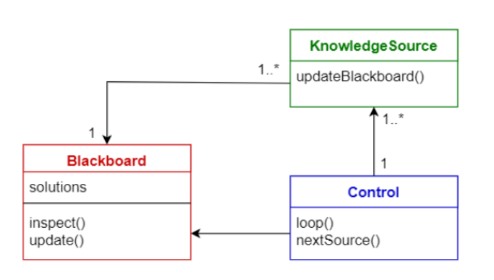 KnowledgeSource
updateBlackboard()
1..*
1..*
1
1
Blackboard
solutions
inspect()
update()
Control
loop()
nextSource()